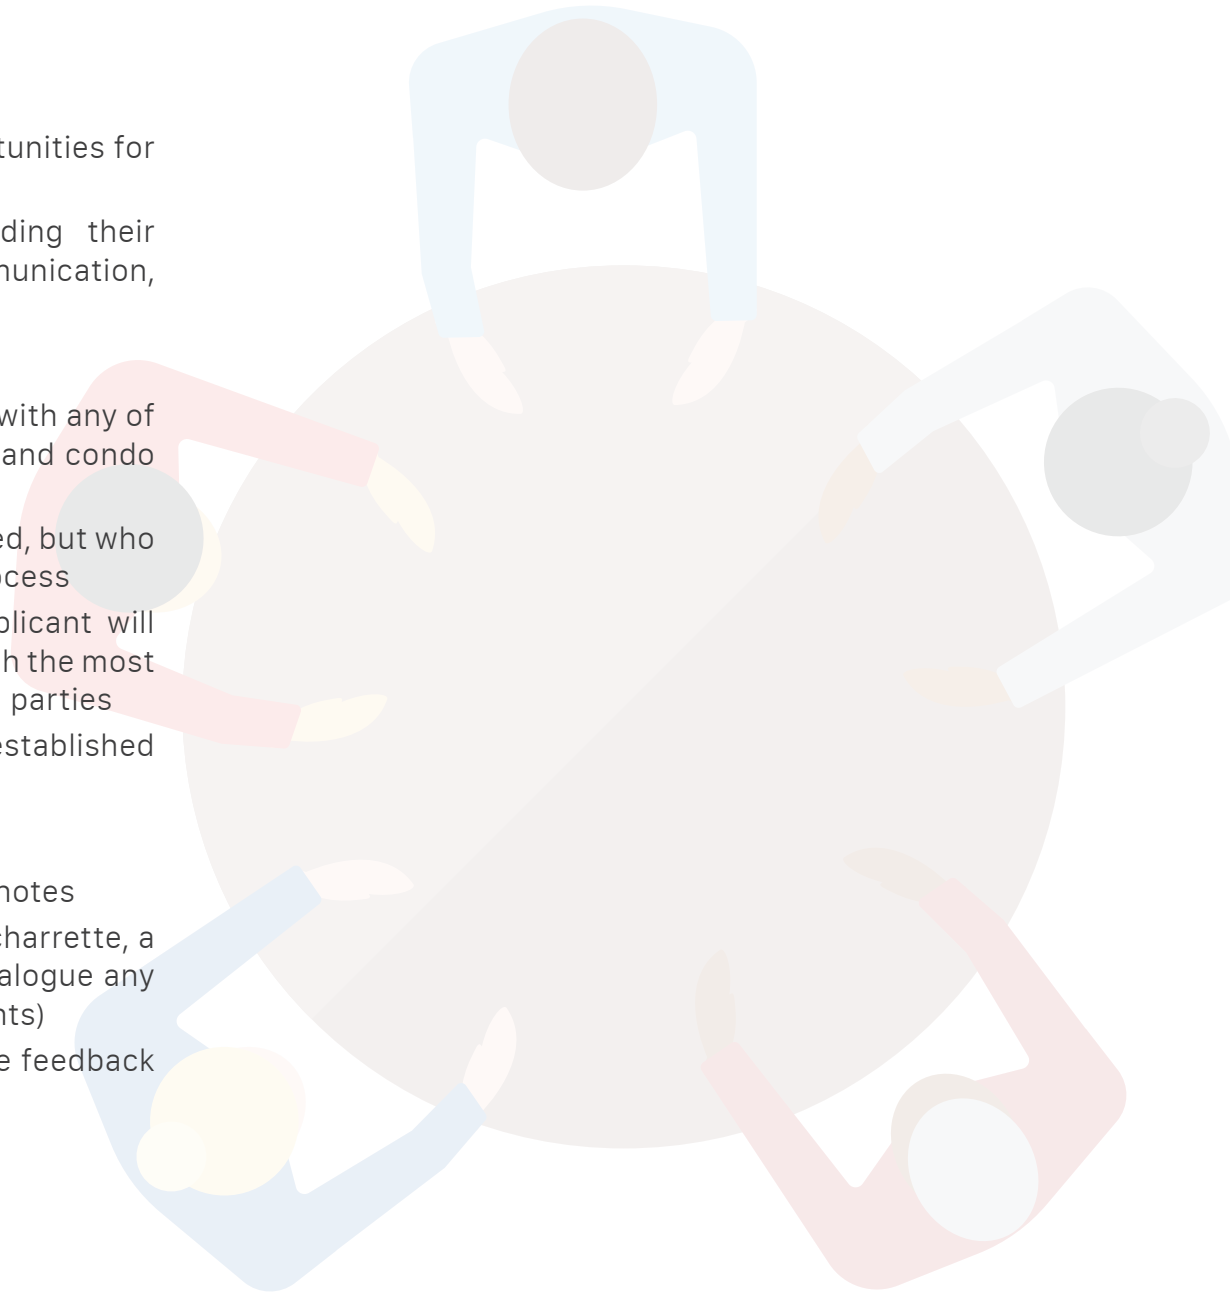 tunities for
ding their
munication,
with any of
and condo
ed, but who
ocess
plicant will
h the most
parties
established
notes
charrette, a
alogue any
nts)
e feedback